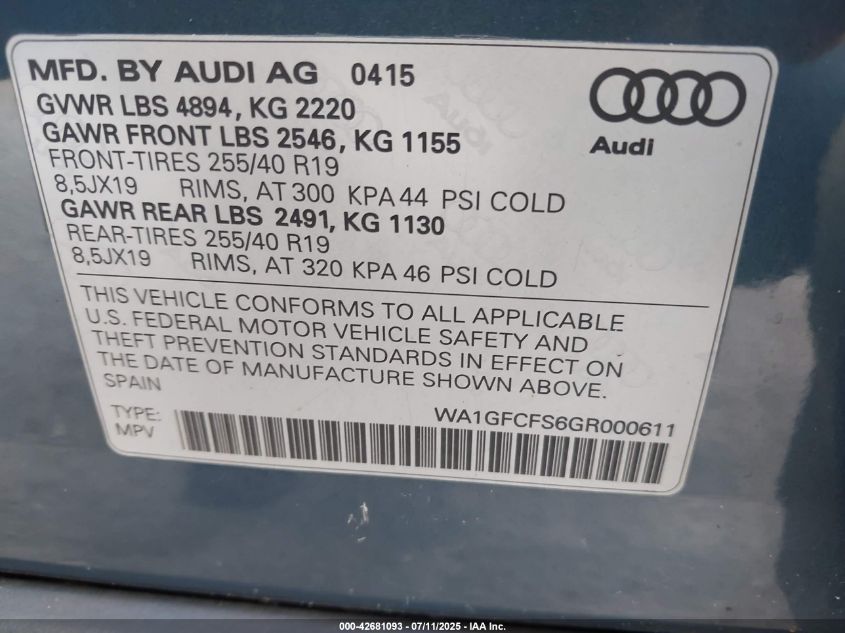 MFD. BY AUDI AG 0415
GVWR LBS 4894, KG 2220
GAWR FRONT LBS 2546, KG 1155
FRONT-TIRES 255/40 R19
8,5JX19 RIMS, AT 300 KPA 44 PSI COLD
GAWR REAR LBS 2491, KG 1130
REAR-TIRES 255/40 R19
8,5JX19 RIMS, AT 320 KPA 46 PSI COLD
Audi
THIS VEHICLE CONFORMS TO ALL APPLICABLE
U.S. FEDERAL MOTOR VEHICLE SAFETY AND
THEFT PREVENTION STANDARDS IN EFFECT ON
THE DATE OF MANUFACTURE SHOWN ABOVE.
SPAIN
TYPE: WA1GFCFS6GR000611
MPV
000-42681093 - 07/11/2025 - IAA Inc.